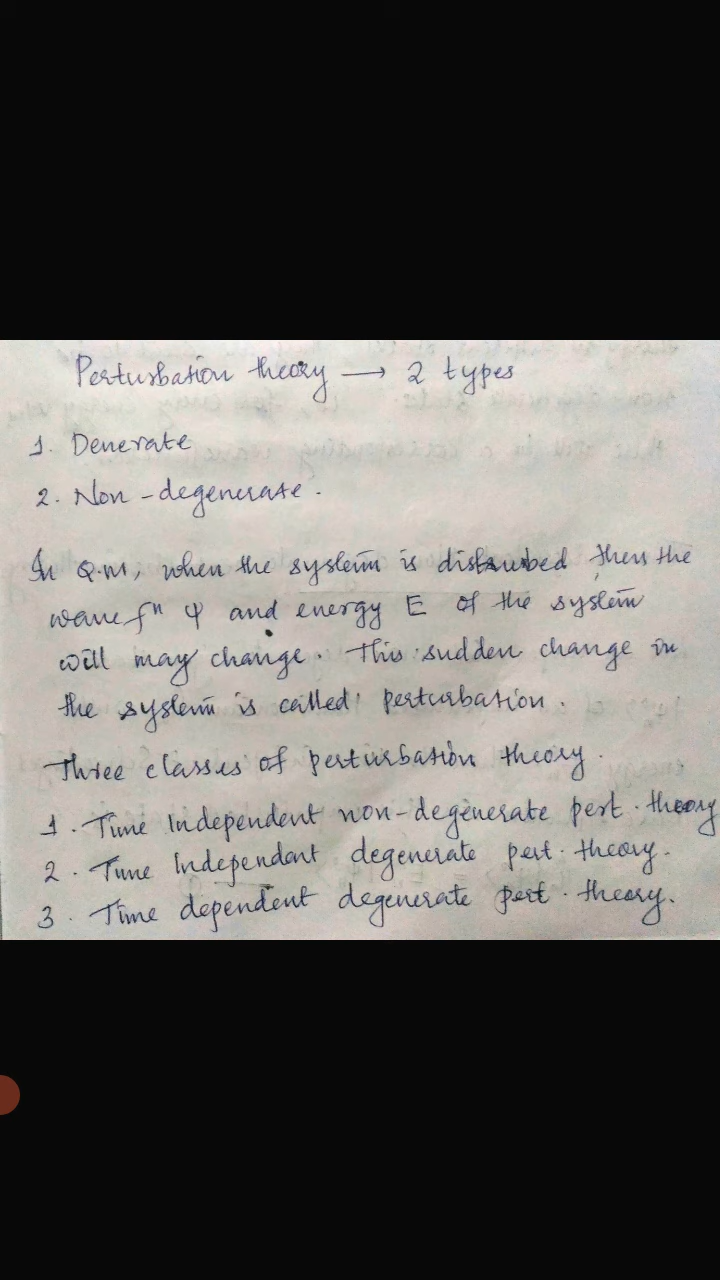 Perturbation theory → 2 types
1. Denerate
2. Non-degenerate.
In Q.M, when the system is disturbed then the
wave fⁿ φ and energy E of the system
will may change. This sudden change in
the system is called perturbation.
Three classes of perturbation theory.
1. Time Independent non-degenerate pert. theory
2. Time Independant degenerate pert. theory.
3. Time dependent degenerate pert. theory.